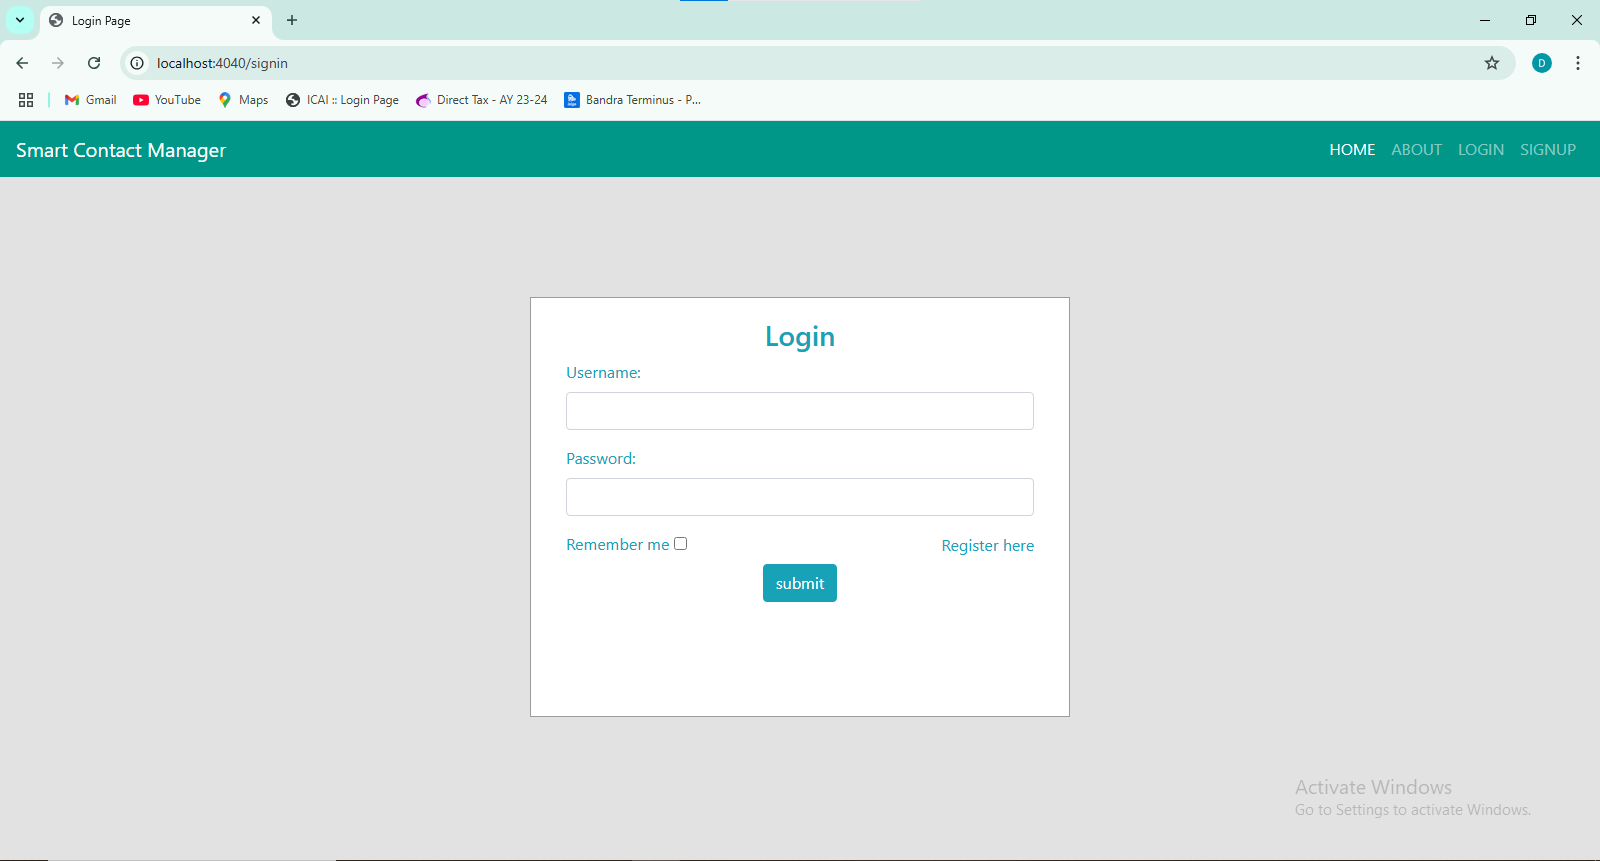 Login Page
localhost:4040/signin
Gmail YouTube Maps ICAI :: Login Page Direct Tax - AY 23-24 Bandra Terminus - P...
D
Smart Contact Manager HOME ABOUT LOGIN SIGNUP
Login
Username:
Password:
Remember me Register here
submit
Activate Windows
Go to Settings to activate Windows.